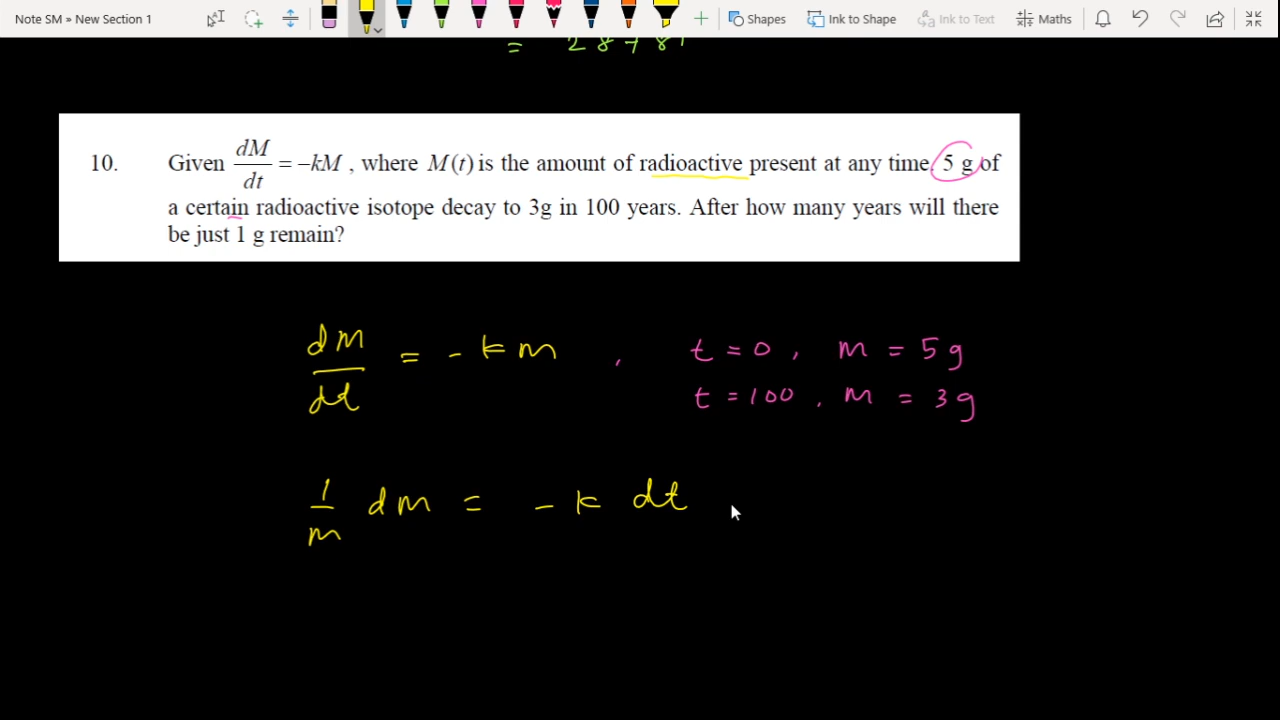 Note SM » New Section 1
Shapes
Ink to Shape
Ink to Text
Maths
= 2878
10. Given dM/dt = –kM , where M(t) is the amount of radioactive present at any time. 5 g of
a certain radioactive isotope decay to 3g in 100 years. After how many years will there
be just 1 g remain?
dM/dt = - km , t = 0 , m = 5g
t = 100 , m = 3g
1/m dm = - k dt